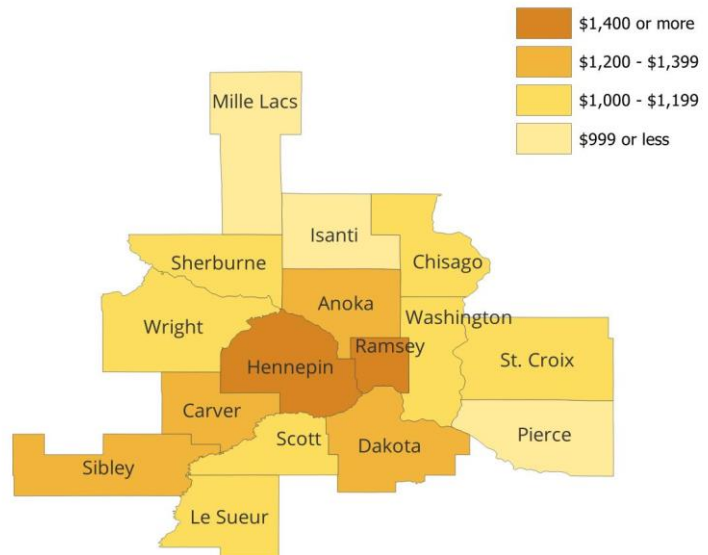 $1,400 or more
$1,200 - $1,399
$1,000 - $1,199
$999 or less
Mille Lacs
Isanti
Sherburne
Chisago
Anoka
Washington
Wright
Ramsey
Hennepin
St. Croix
Carver
Scott
Dakota
Pierce
Sibley
Le Sueur